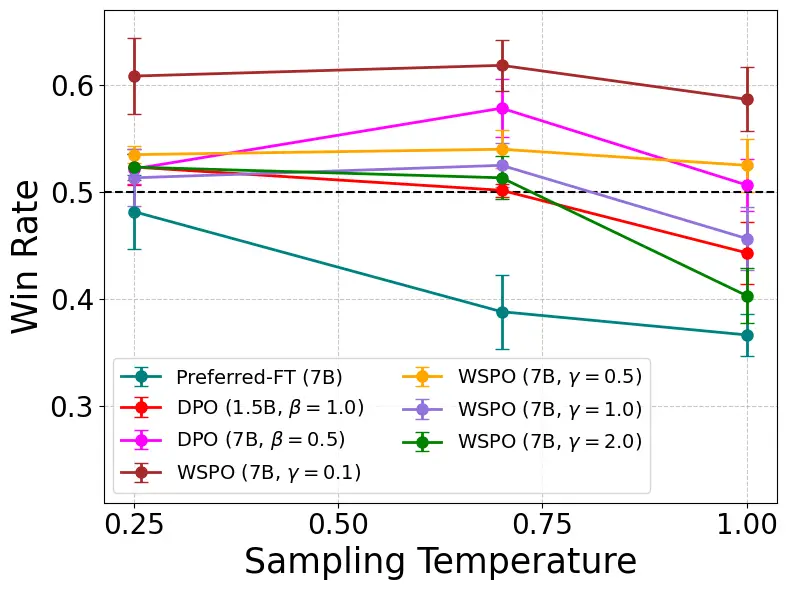 Win Rate
0.6
0.5
0.4
0.3
Preferred-FT (7B)
DPO (1.5B, β = 1.0)
DPO (7B, β = 0.5)
WSPO (7B, γ = 0.1)
WSPO (7B, γ = 0.5)
WSPO (7B, γ = 1.0)
WSPO (7B, γ = 2.0)
0.25 0.50 0.75 1.00
Sampling Temperature